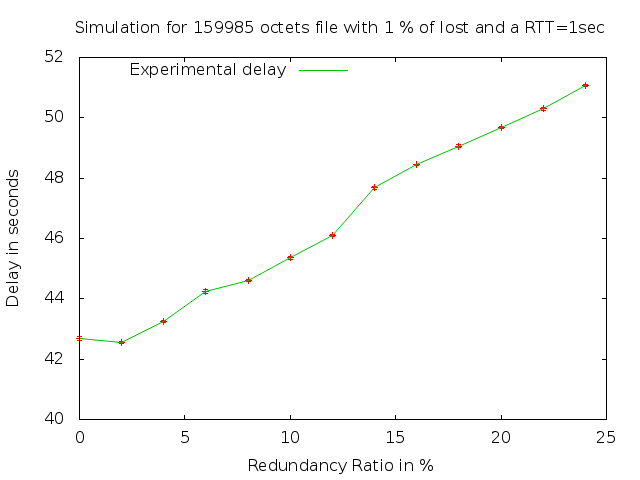 Simulation for 159985 octets file with 1 % of lost and a RTT=1sec
Experimental delay
52
50
48
46
44
42
40
Delay in seconds
0 5 10 15 20 25
Redundancy Ratio in %